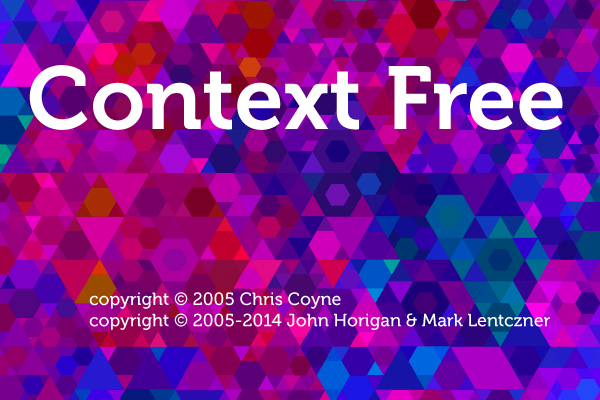 Context Free
copyright © 2005 Chris Coyne
copyright © 2005-2014 John Horigan & Mark Lentczner